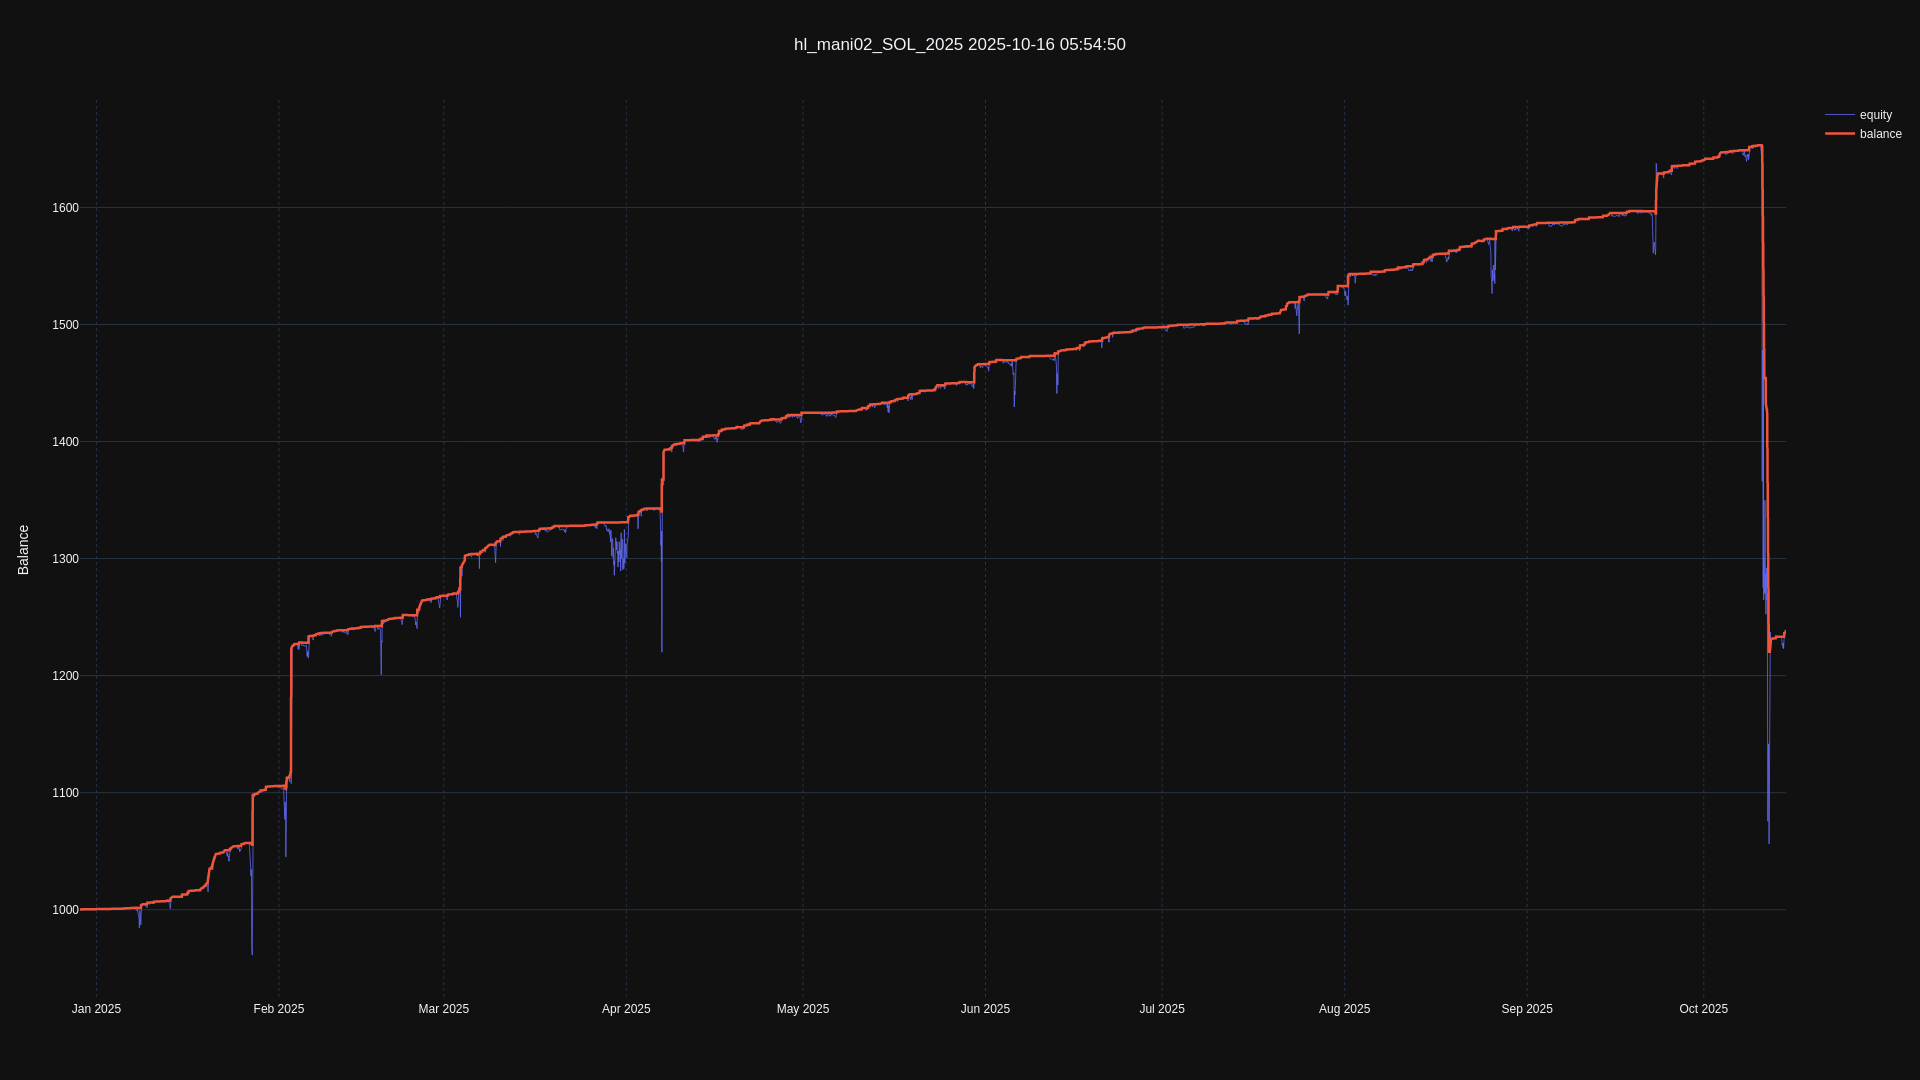 hl_mani02_SOL_2025 2025-10-16 05:54:50
equity
balance
Balance
1600
1500
1400
1300
1200
1100
1000
Jan 2025
Feb 2025
Mar 2025
Apr 2025
May 2025
Jun 2025
Jul 2025
Aug 2025
Sep 2025
Oct 2025